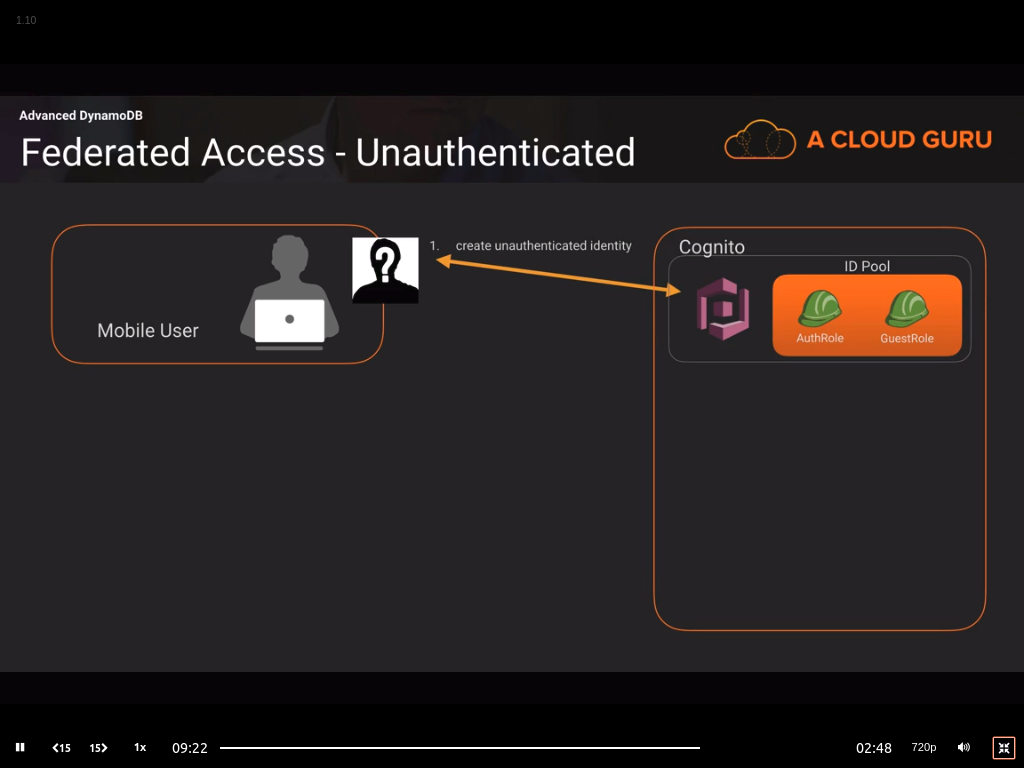 1.10
Advanced DynamoDB
Federated Access - Unauthenticated
A CLOUD GURU
Mobile User
?
1. create unauthenticated identity
Cognito
ID Pool
AuthRole
GuestRole
15
15
1x
09:22
02:48
720p